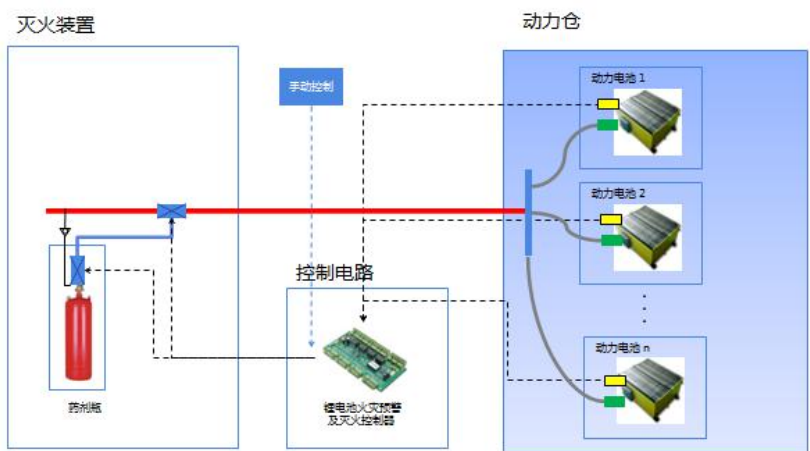 灭火装置
动力仓
手动控制
动力电池 1
动力电池 2
控制电路
动力电池 n
药剂瓶
锂电池火灾预警
及灭火控制器